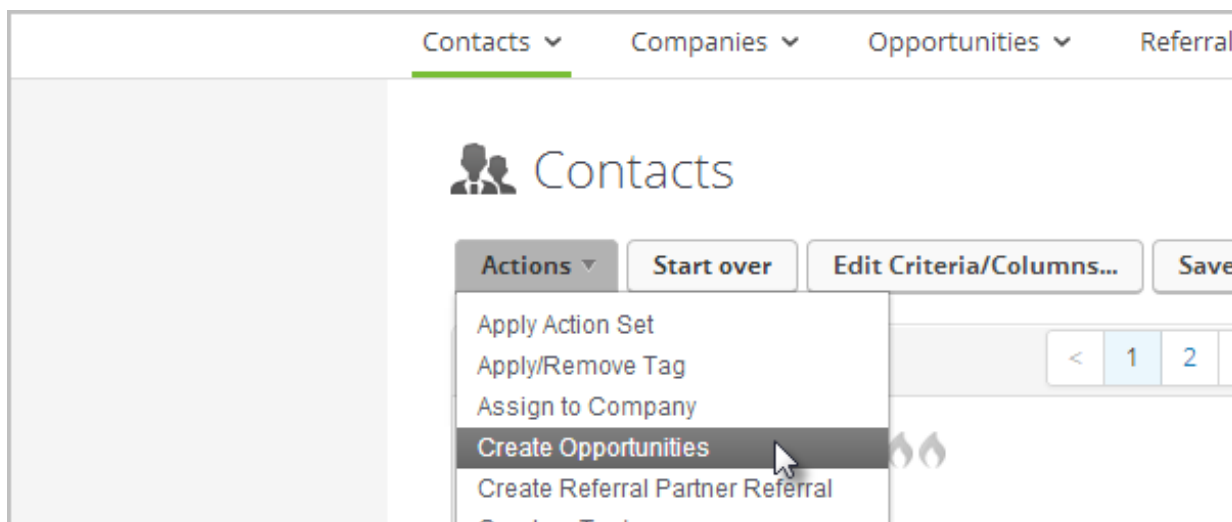 Contacts Companies Opportunities Referral
Contacts
Actions Start over Edit Criteria/Columns... Save
Apply Action Set
< 1 2
Apply/Remove Tag
Assign to Company
Create Opportunities
Create Referral Partner Referral